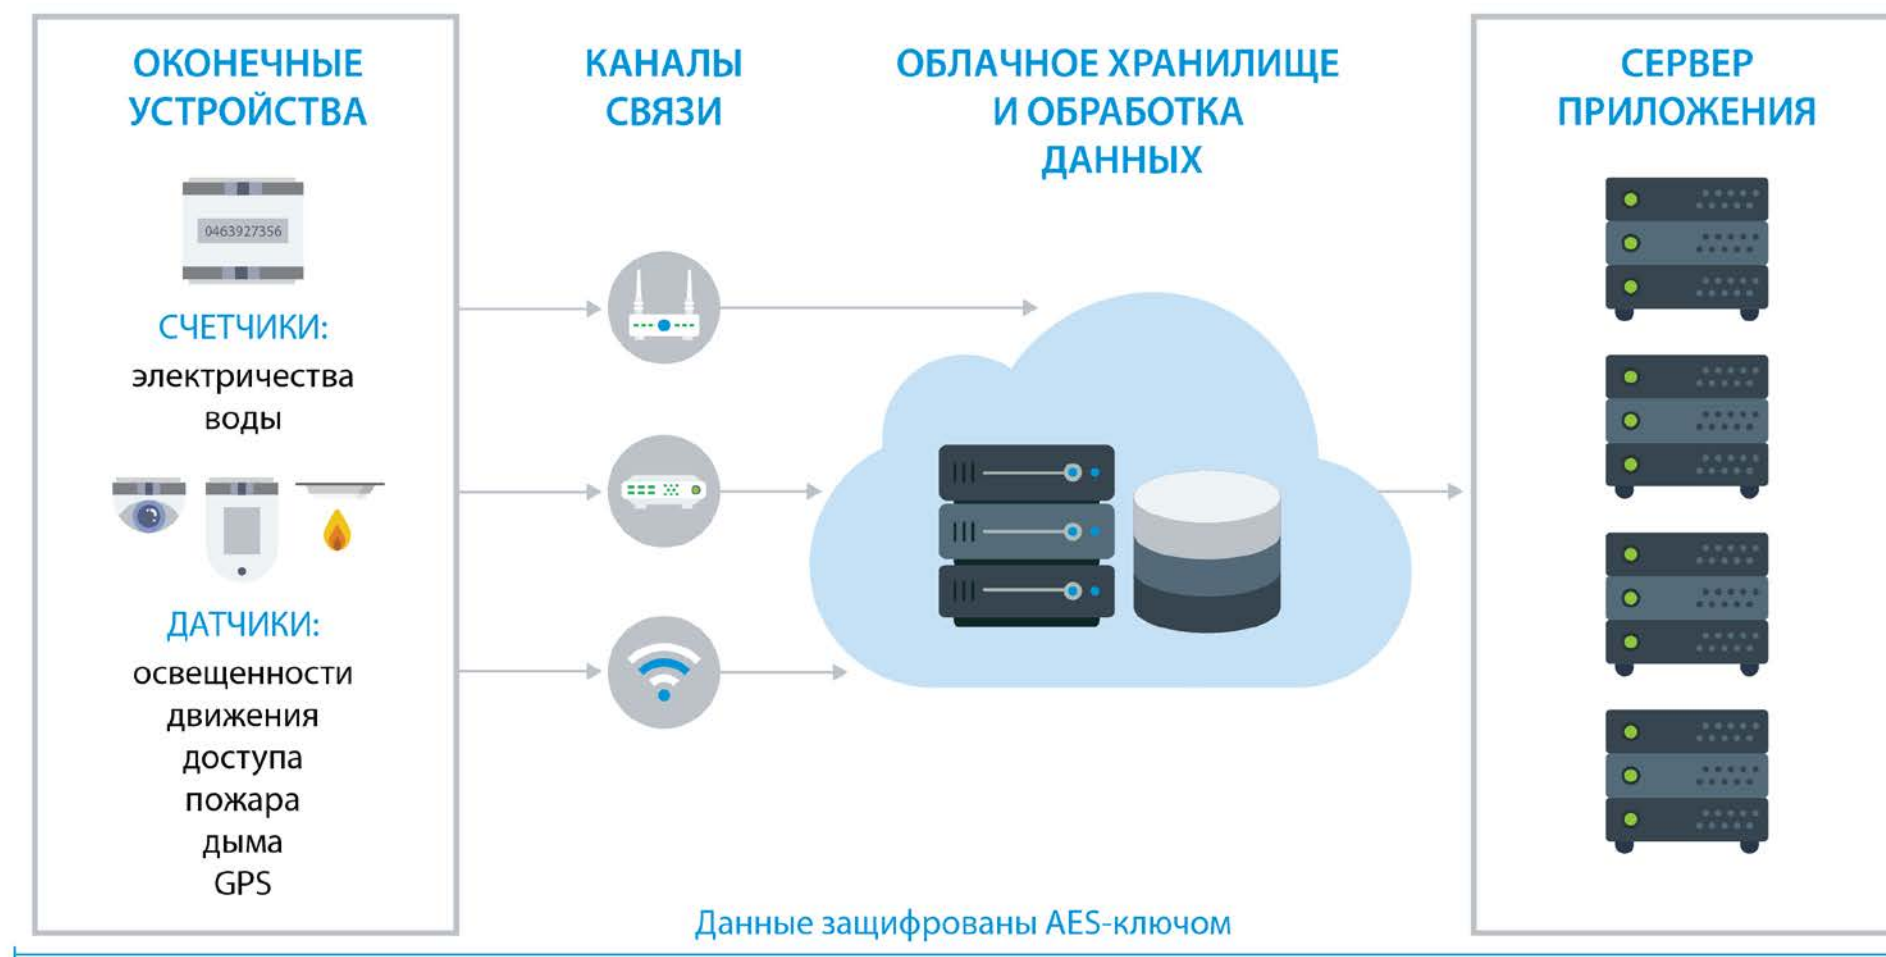 ОКОНЕЧНЫЕ
УСТРОЙСТВА
0463927356
СЧЕТЧИКИ:
электричества
воды
ДАТЧИКИ:
освещенности
движения
доступа
пожара
дыма
GPS
КАНАЛЫ
СВЯЗИ
ОБЛАЧНОЕ ХРАНИЛИЩЕ
И ОБРАБОТКА
ДАННЫХ
СЕРВЕР
ПРИЛОЖЕНИЯ
Данные защифрованы AES-ключом